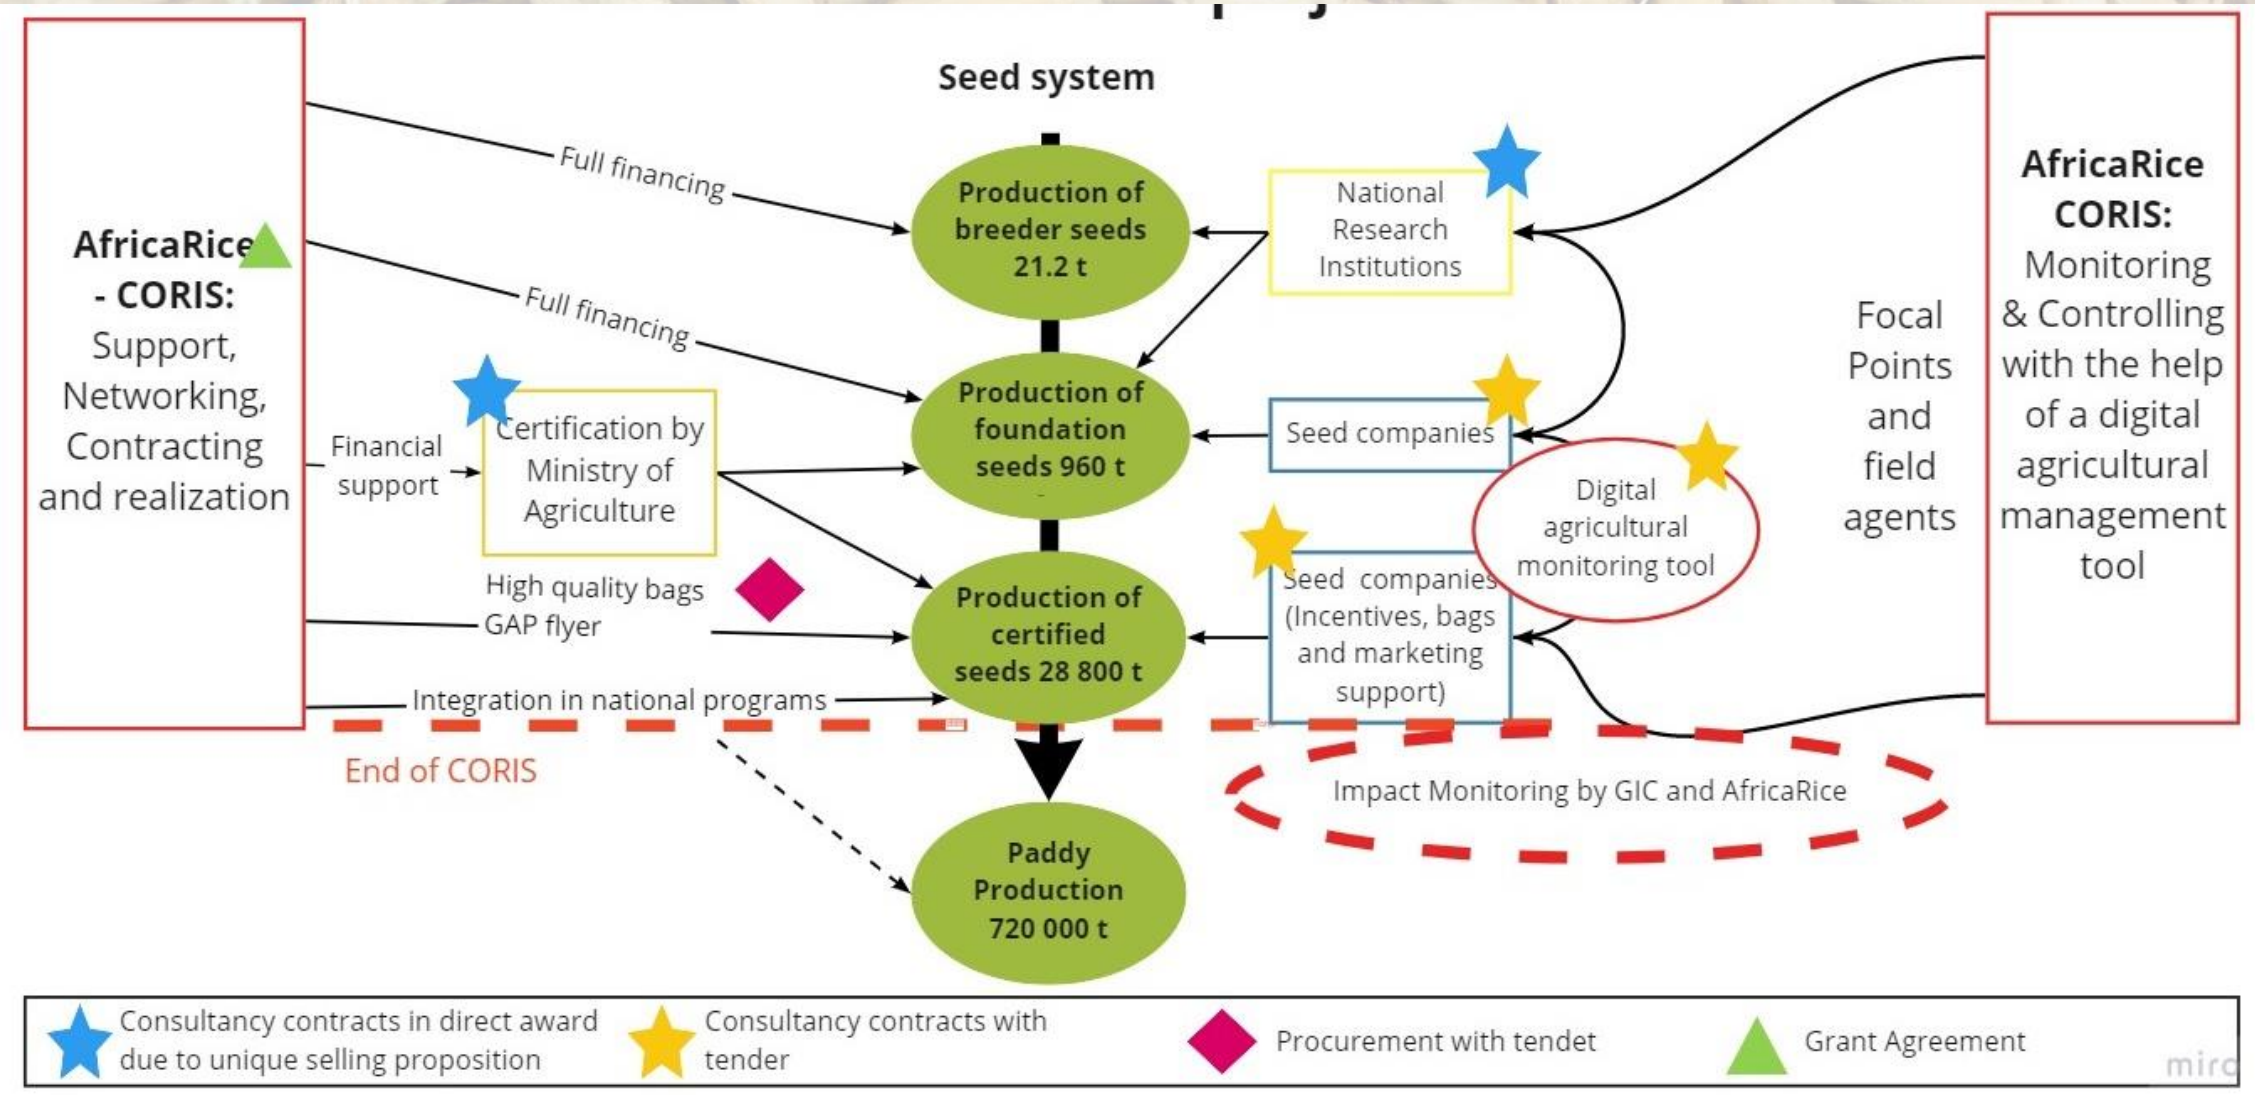 Seed system
AfricaRice
- CORIS:
Support,
Networking,
Contracting
and realization
Full financing
Full financing
Financial
support
Certification by
Ministry of
Agriculture
High quality bags
GAP flyer
Integration in national programs
End of CORIS
Production of
breeder seeds
21.2 t
Production of
foundation
seeds 960 t
Production of
certified
seeds 28 800 t
Paddy
Production
720 000 t
National
Research
Institutions
Seed companies
Seed companies
(Incentives, bags
and marketing
support)
Digital
agricultural
monitoring tool
Impact Monitoring by GIC and AfricaRice
Focal
Points
and
field
agents
AfricaRice
CORIS:
Monitoring
& Controlling
with the help
of a digital
agricultural
management
tool
Consultancy contracts in direct award
due to unique selling proposition
Consultancy contracts with
tender
Procurement with tendet
Grant Agreement
miro